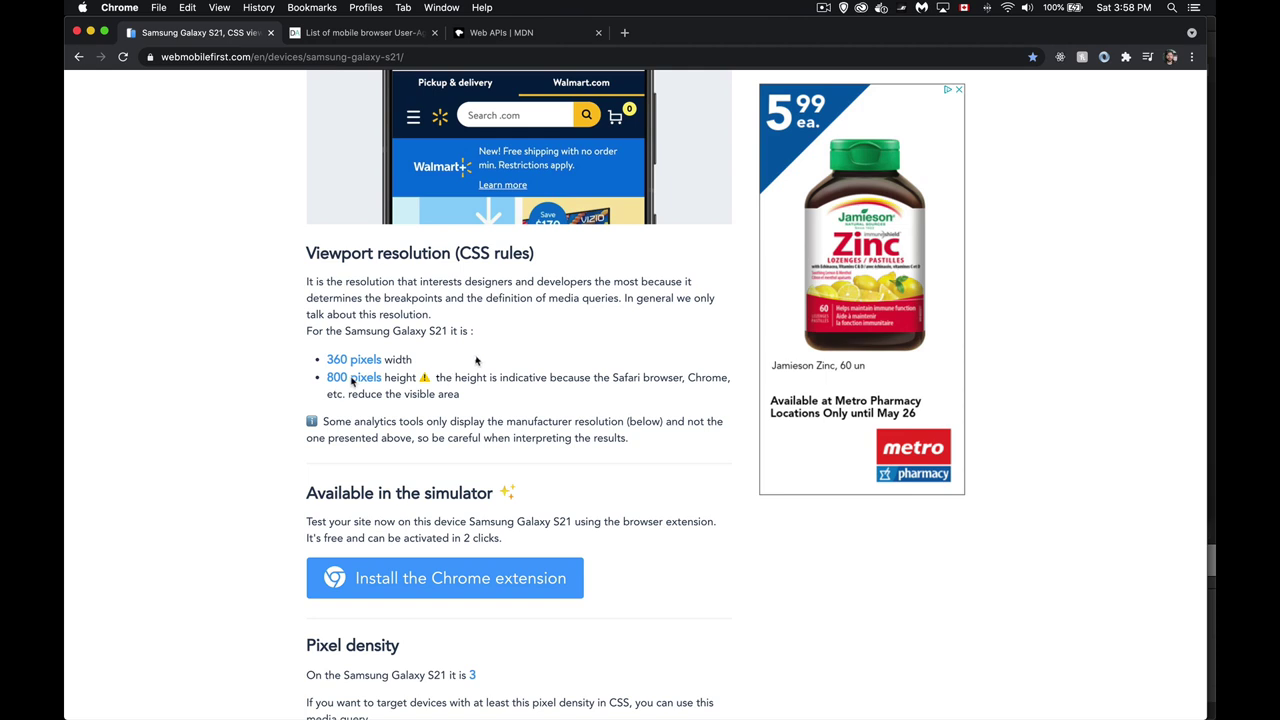 Chrome File Edit View History Bookmarks Profiles Tab Window Help 100% Sat 3:58 PM
Samsung Galaxy S21, CSS view
List of mobile browser User-Ag
Web APIs | MDN
webmobilefirst.com/en/devices/samsung-galaxy-s21/
Pickup & delivery Walmart.com
Search .com
0
New! Free shipping with no order
Walmart+ min. Restrictions apply.
Learn more
Save
VIZIO
Viewport resolution (CSS rules)
It is the resolution that interests designers and developers the most because it
determines the breakpoints and the definition of media queries. In general we only
talk about this resolution.
For the Samsung Galaxy S21 it is :
• 360 pixels width
• 800 pixels height ⚠️ the height is indicative because the Safari browser, Chrome,
etc. reduce the visible area
ℹ️ Some analytics tools only display the manufacturer resolution (below) and not the
one presented above, so be careful when interpreting the results.
Available in the simulator ✨
Test your site now on this device Samsung Galaxy S21 using the browser extension.
It's free and can be activated in 2 clicks.
Install the Chrome extension
Pixel density
On the Samsung Galaxy S21 it is 3
If you want to target devices with at least this pixel density in CSS, you can use this
media query
5 99
ea.
Jamieson
Zinc
LOZENGES/PASTILLES
60
Helps maintain immune function
Aide à maintenir
la fonction immunitaire
Jamieson Zinc, 60 un
Available at Metro Pharmacy
Locations Only until May 26
metro
pharmacy